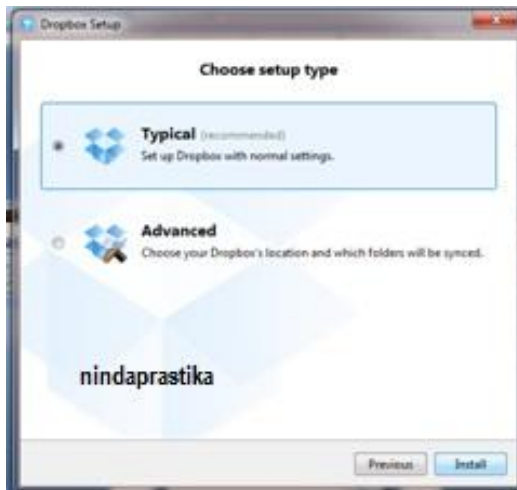 Dropbox Setup
Choose setup type
Typical (recommended)
Set up Dropbox with normal settings.
Advanced
Choose your Dropbox's location and which folders will be synced.
nindaprastika
Previous
Install